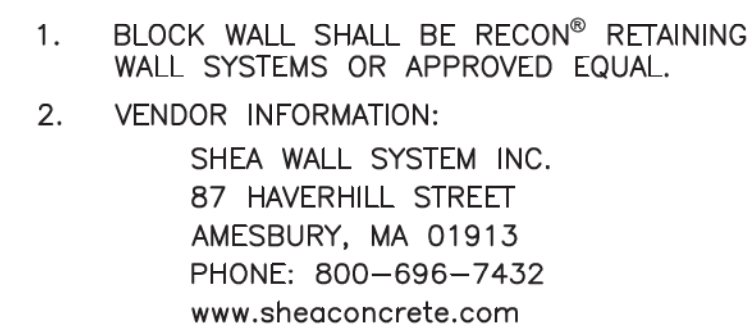 1. BLOCK WALL SHALL BE RECON® RETAINING
WALL SYSTEMS OR APPROVED EQUAL.
2. VENDOR INFORMATION:
SHEA WALL SYSTEM INC.
87 HAVERHILL STREET
AMESBURY, MA 01913
PHONE: 800–696–7432
www.sheaconcrete.com